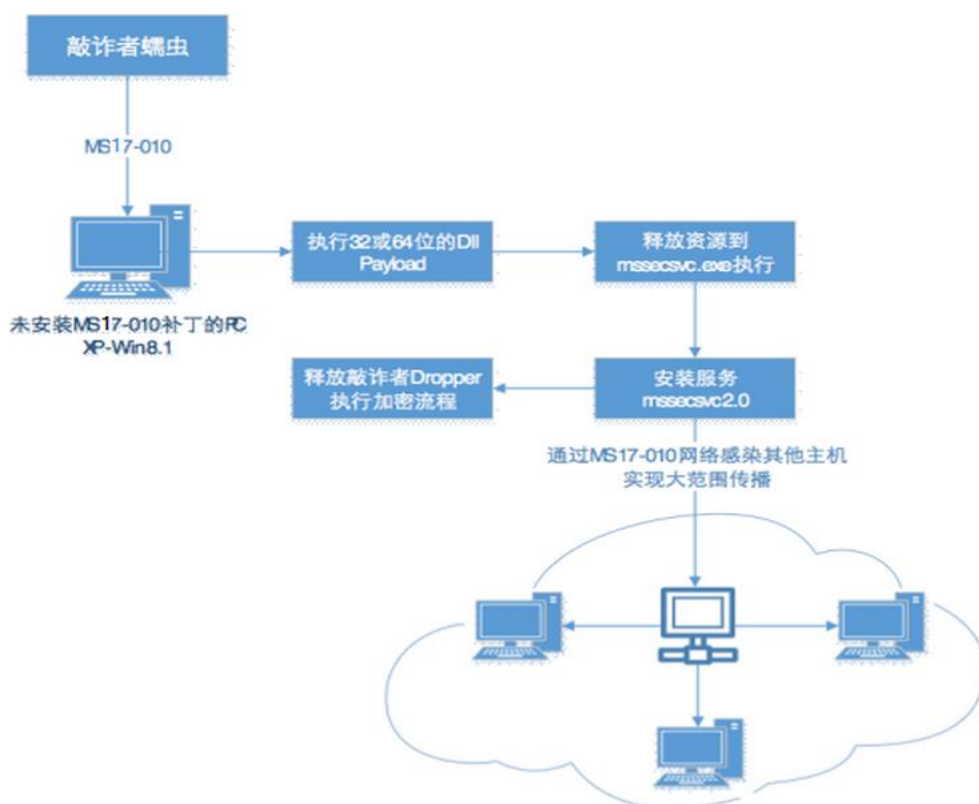 敲诈者蠕虫
MS17-010
未安装MS17-010补丁的PC
XP-Win8.1
执行32或64位的Dll
Payload
释放资源到
mssecsvc.exe执行
释放敲诈者Dropper
执行加密流程
安装服务
mssecsvc2.0
通过MS17-010网络感染其他主机
实现大范围传播